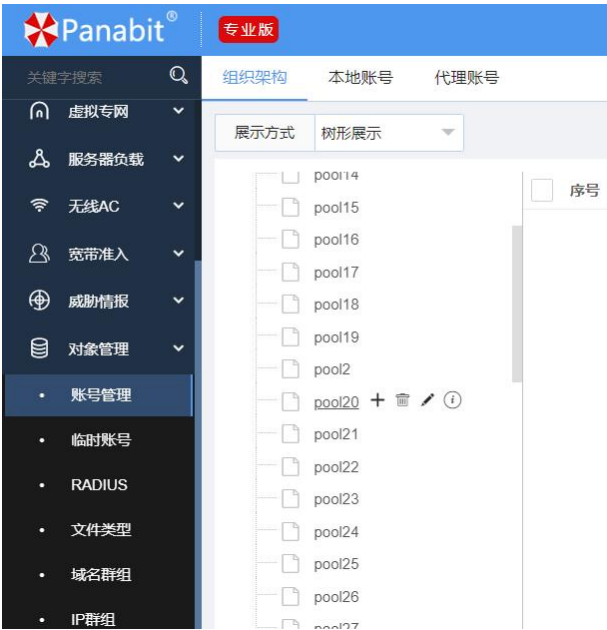 Panabit®
专业版
关键字搜索
虚拟专网
服务器负载
无线AC
宽带准入
威胁情报
对象管理
账号管理
临时账号
RADIUS
文件类型
域名群组
IP群组
组织架构 本地账号 代理账号
展示方式 树形展示
pool14
pool15
pool16
pool17
pool18
pool19
pool2
pool20
pool21
pool22
pool23
pool24
pool25
pool26
pool27
序号